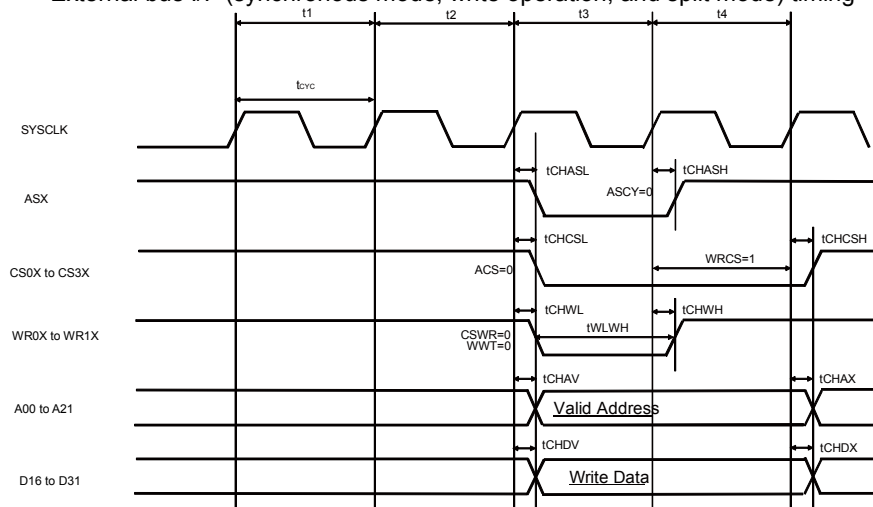 External bus I/F (synchronous mode, write operation, and split mode) timing
t1 t2 t3 t4
tCYC
SYSCLK
tCHASL tCHASH
ASCY=0
ASX
tCHCSL tCHCSH
WRCS=1
ACS=0
CS0X to CS3X
tCHWL tCHWH
tWLWH
CSWR=0
WWT=0
WR0X to WR1X
tCHAV tCHAX
A00 to A21 Valid Address
tCHDV tCHDX
D16 to D31 Write Data